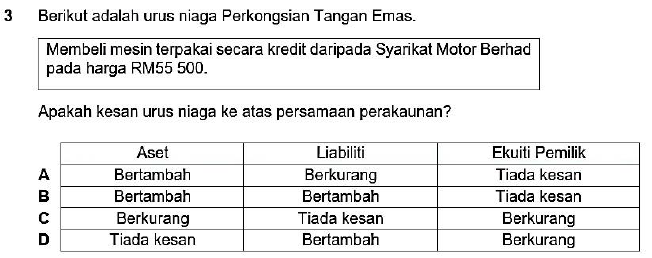 3 Berikut adalah urus niaga Perkongsian Tangan Emas.
Membeli mesin terpakai secara kredit daripada Syarikat Motor Berhad
pada harga RM55 500.
Apakah kesan urus niaga ke atas persamaan perakaunan?
Aset Liabiliti Ekuiti Pemilik
A Bertambah Berkurang Tiada kesan
B Bertambah Bertambah Tiada kesan
C Berkurang Tiada kesan Berkurang
D Tiada kesan Bertambah Berkurang